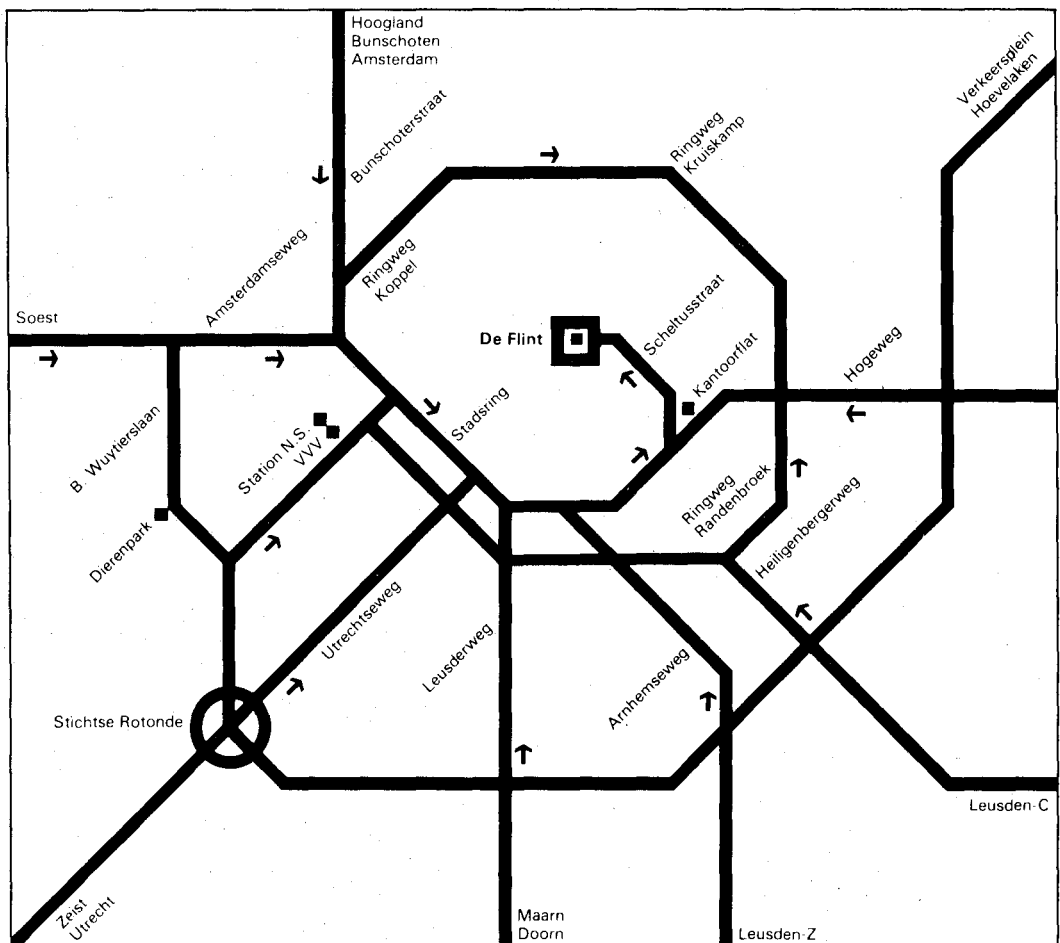 Hoogland
Bunschoten
Amsterdam
Verkeersplein
Hoevelaken
Bunschoterstraat
Ringweg
Kruiskamp
Amsterdamseweg
Ringweg
Koppel
Soest
De Flint
Scheltusstraat
Kantoorflat
Hogeweg
Stadsring
B. Wuytierslaan
Station N.S.
VVV
Dierenpark
Ringweg
Randenbroek
Heiligenbergerweg
Utrechtseweg
Leusderweg
Arnhemseweg
Stichtse Rotonde
Leusden-C
Zeist
Utrecht
Maarn
Doorn
Leusden-Z